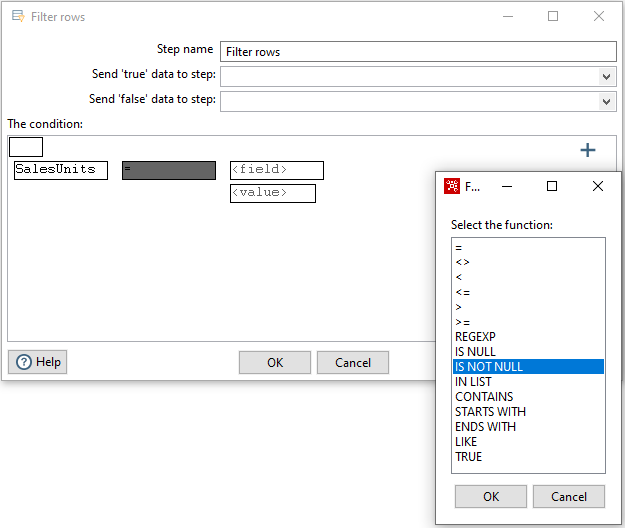 Filter rows
Step name Filter rows
Send 'true' data to step:
Send 'false' data to step:
The condition:
SalesUnits = <field>
<value>
Help OK Cancel
F...
Select the function:
=
<>
<
<=
>
>=
REGEXP
IS NULL
IS NOT NULL
IN LIST
CONTAINS
STARTS WITH
ENDS WITH
LIKE
TRUE
OK Cancel